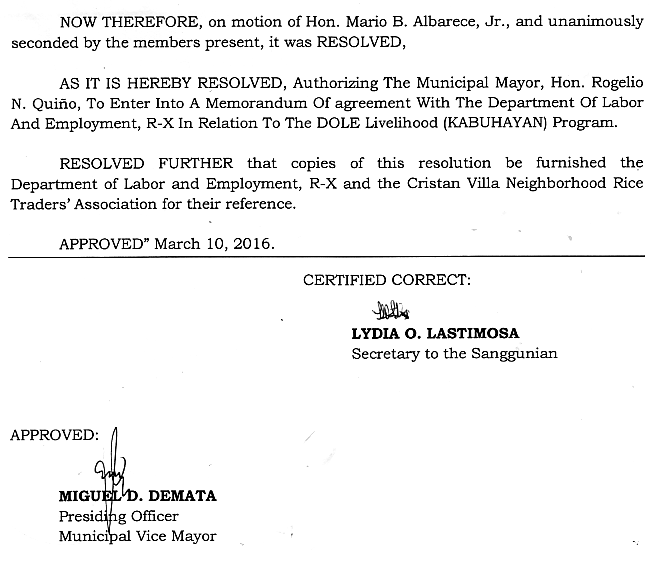 NOW THEREFORE, on motion of Hon. Mario B. Albarece, Jr., and unanimously
seconded by the members present, it was RESOLVED,
AS IT IS HEREBY RESOLVED, Authorizing The Municipal Mayor, Hon. Rogelio
N. Quiño, To Enter Into A Memorandum Of agreement With The Department Of Labor
And Employment, R-X In Relation To The DOLE Livelihood (KABUHAYAN) Program.
RESOLVED FURTHER that copies of this resolution be furnished the
Department of Labor and Employment, R-X and the Cristan Villa Neighborhood Rice
Traders' Association for their reference.
APPROVED" March 10, 2016.
CERTIFIED CORRECT:
LYDIA O. LASTIMOSA
Secretary to the Sanggunian
APPROVED:
MIGUEL D. DEMATA
Presiding Officer
Municipal Vice Mayor